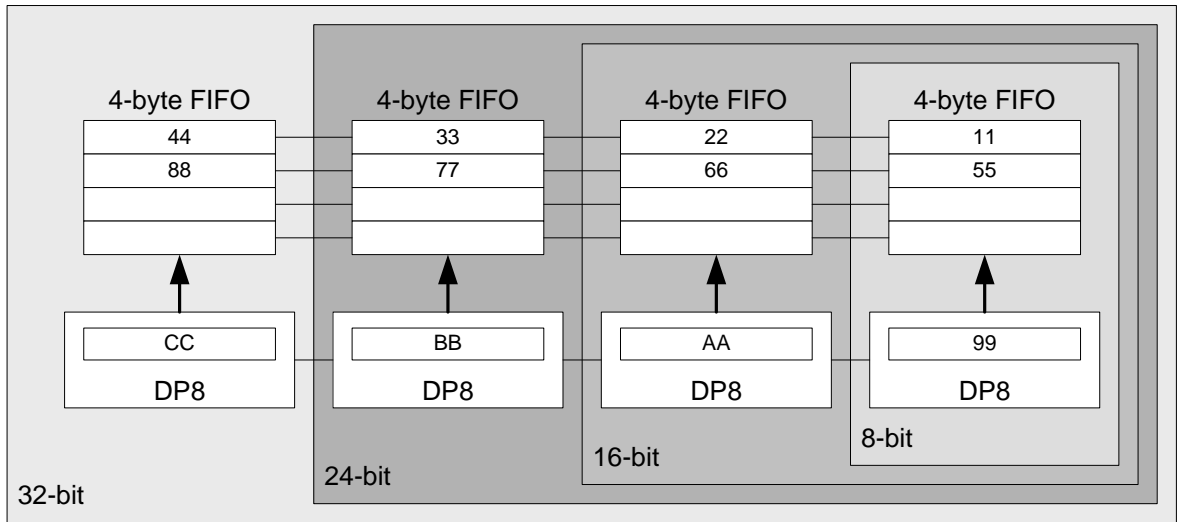 4-byte FIFO 4-byte FIFO 4-byte FIFO 4-byte FIFO
44 33 22 11
88 77 66 55
CC BB AA 99
DP8 DP8 DP8 DP8
8-bit
16-bit
24-bit
32-bit